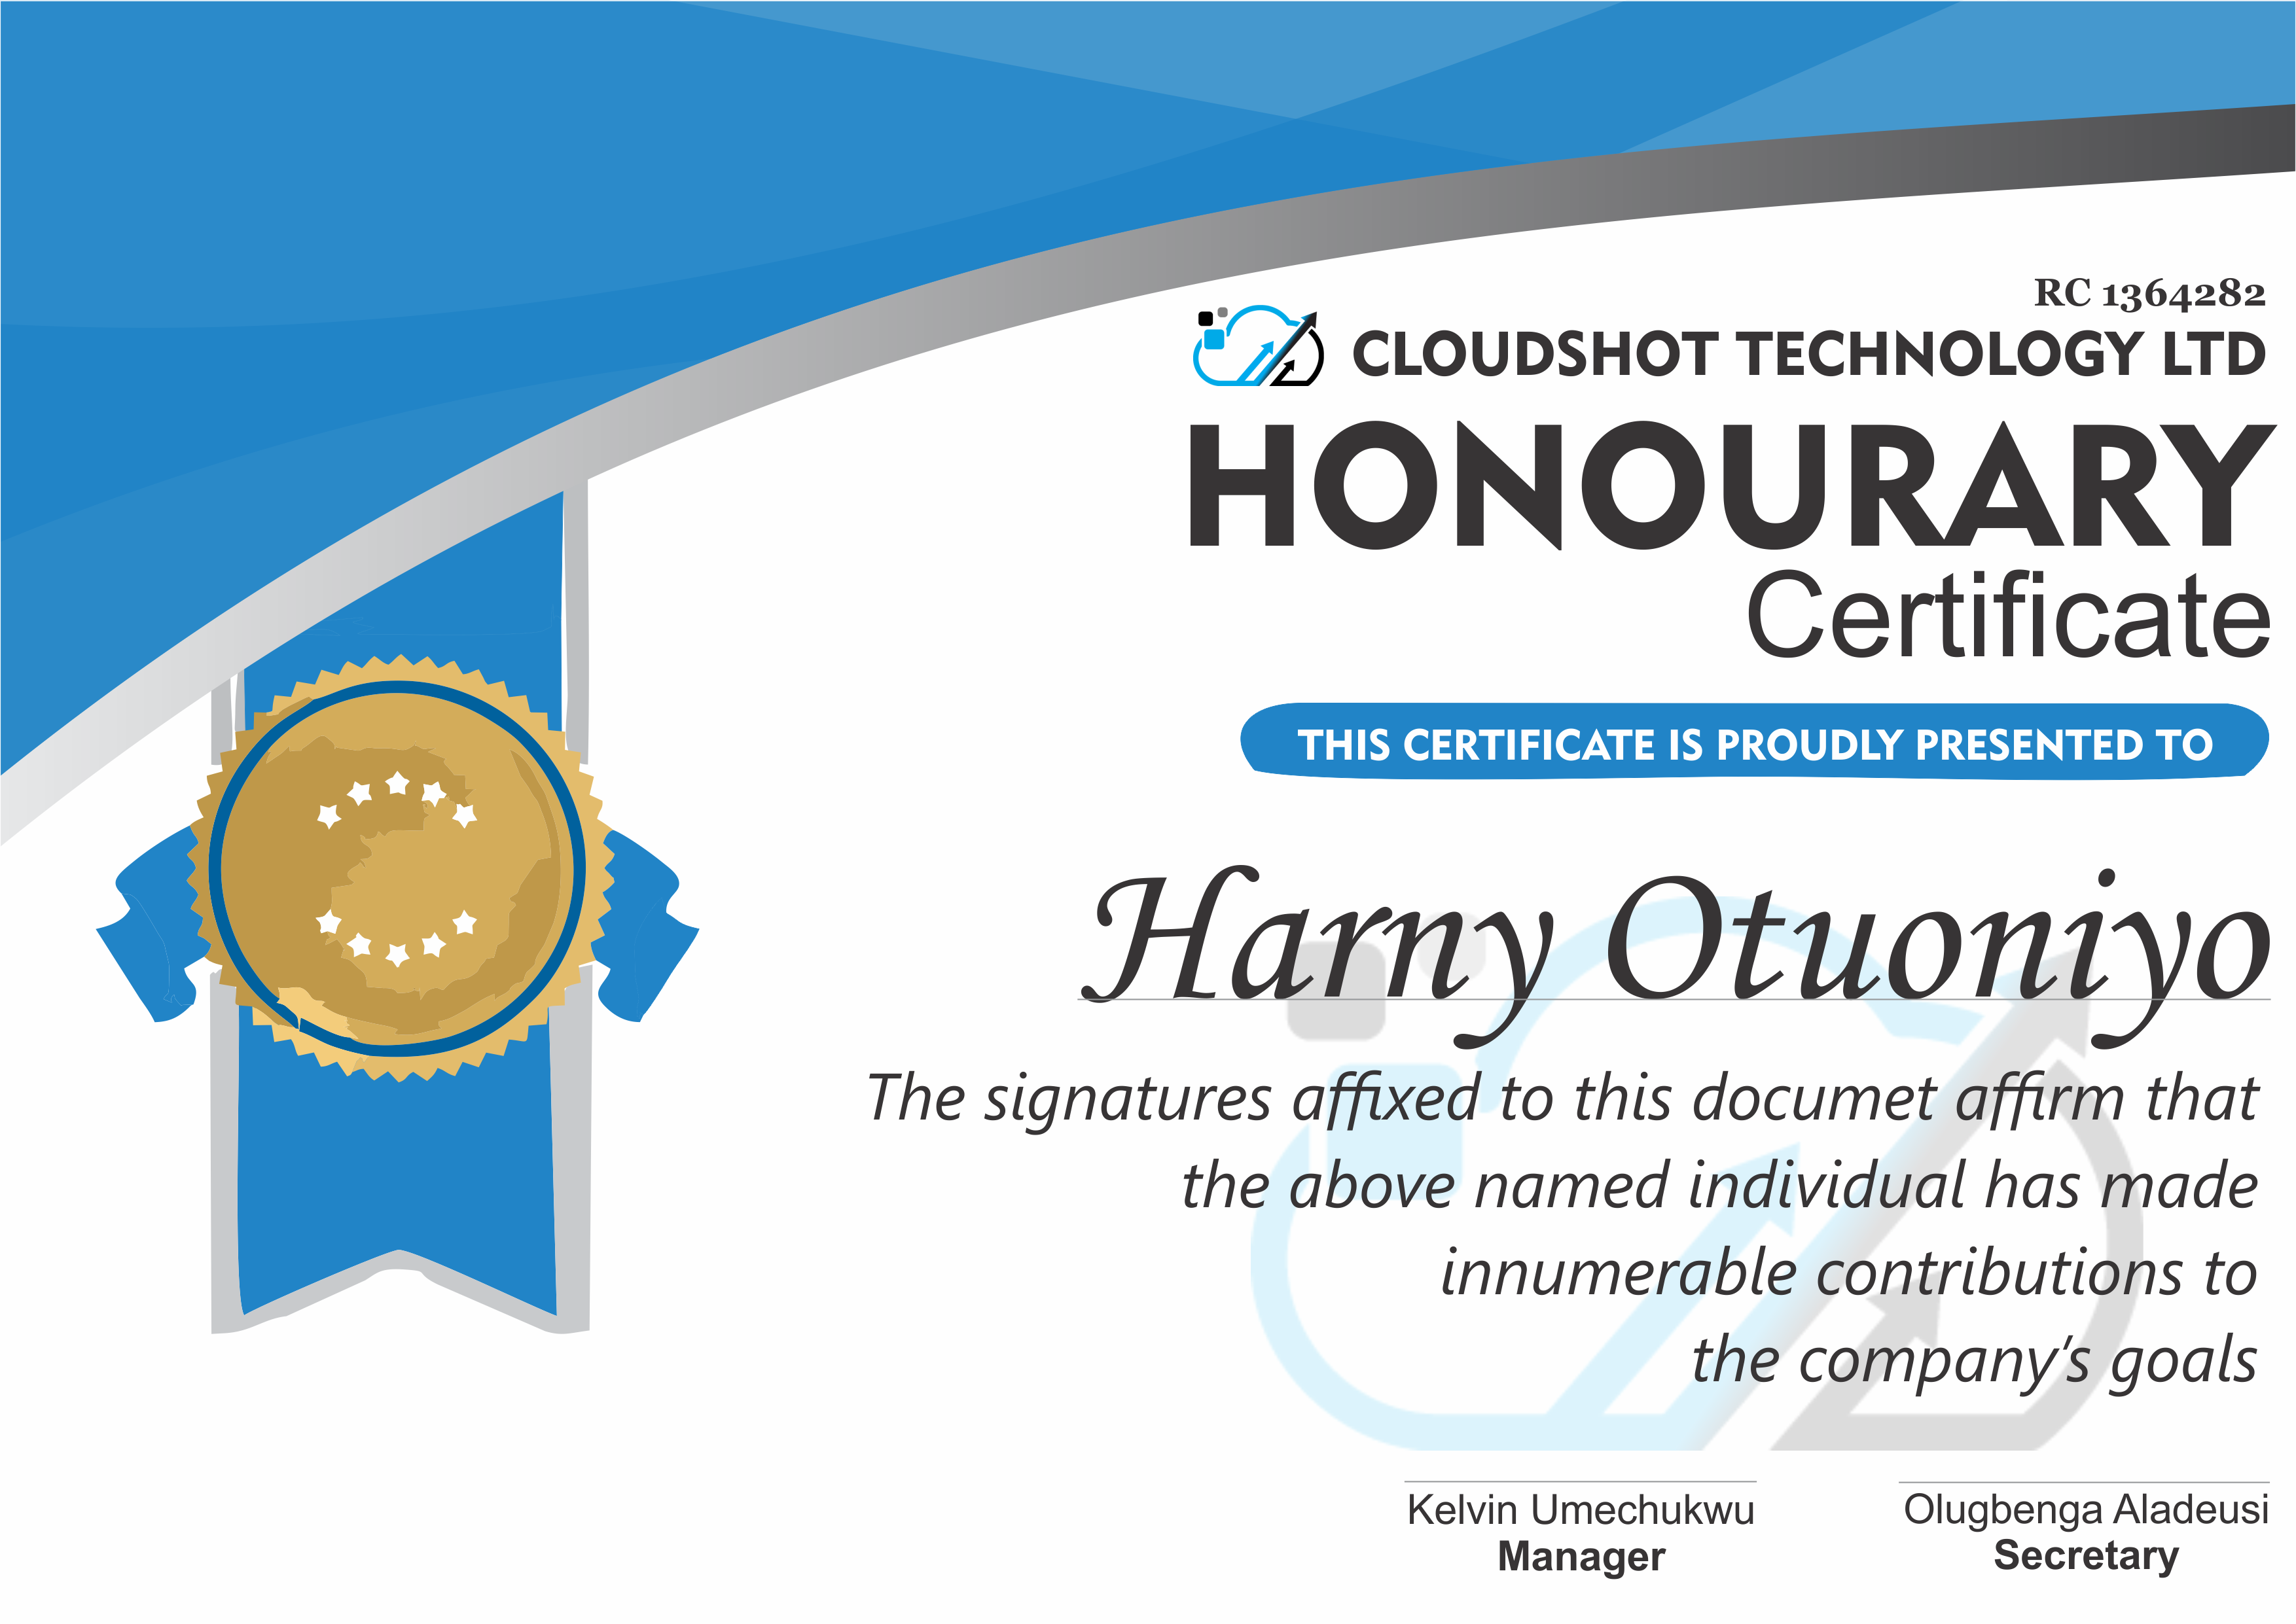 RC 1364282
CLOUDSHOT TECHNOLOGY LTD
HONOURARY
Certificate
THIS CERTIFICATE IS PROUDLY PRESENTED TO
Harny Otuoniyo
The signatures affixed to this documet affirm that
the above named individual has made
innumerable contributions to
the company's goals
Kelvin Umechukwu
Manager
Olugbenga Aladeusi
Secretary